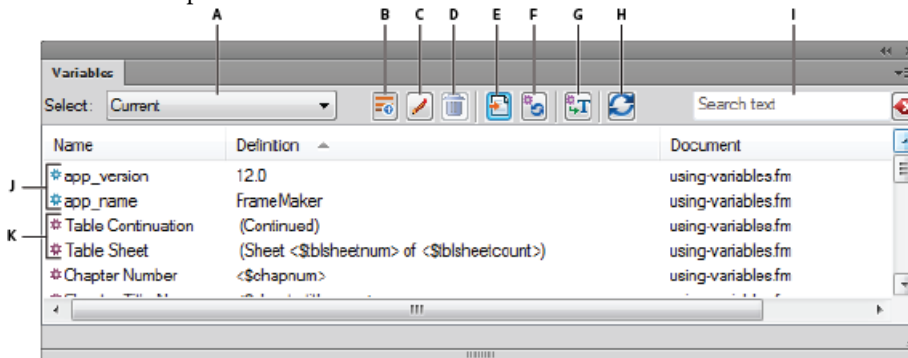 A B C D E F G H I
Variables
Select: Current Search text
Name Definition Document
J
app_version 12.0 using-variables.fm
app_name FrameMaker using-variables.fm
K
Table Continuation (Continued) using-variables.fm
Table Sheet (Sheet <$tblsheetnum> of <$tblsheetcount>) using-variables.fm
Chapter Number <$chapnum> using-variables.fm